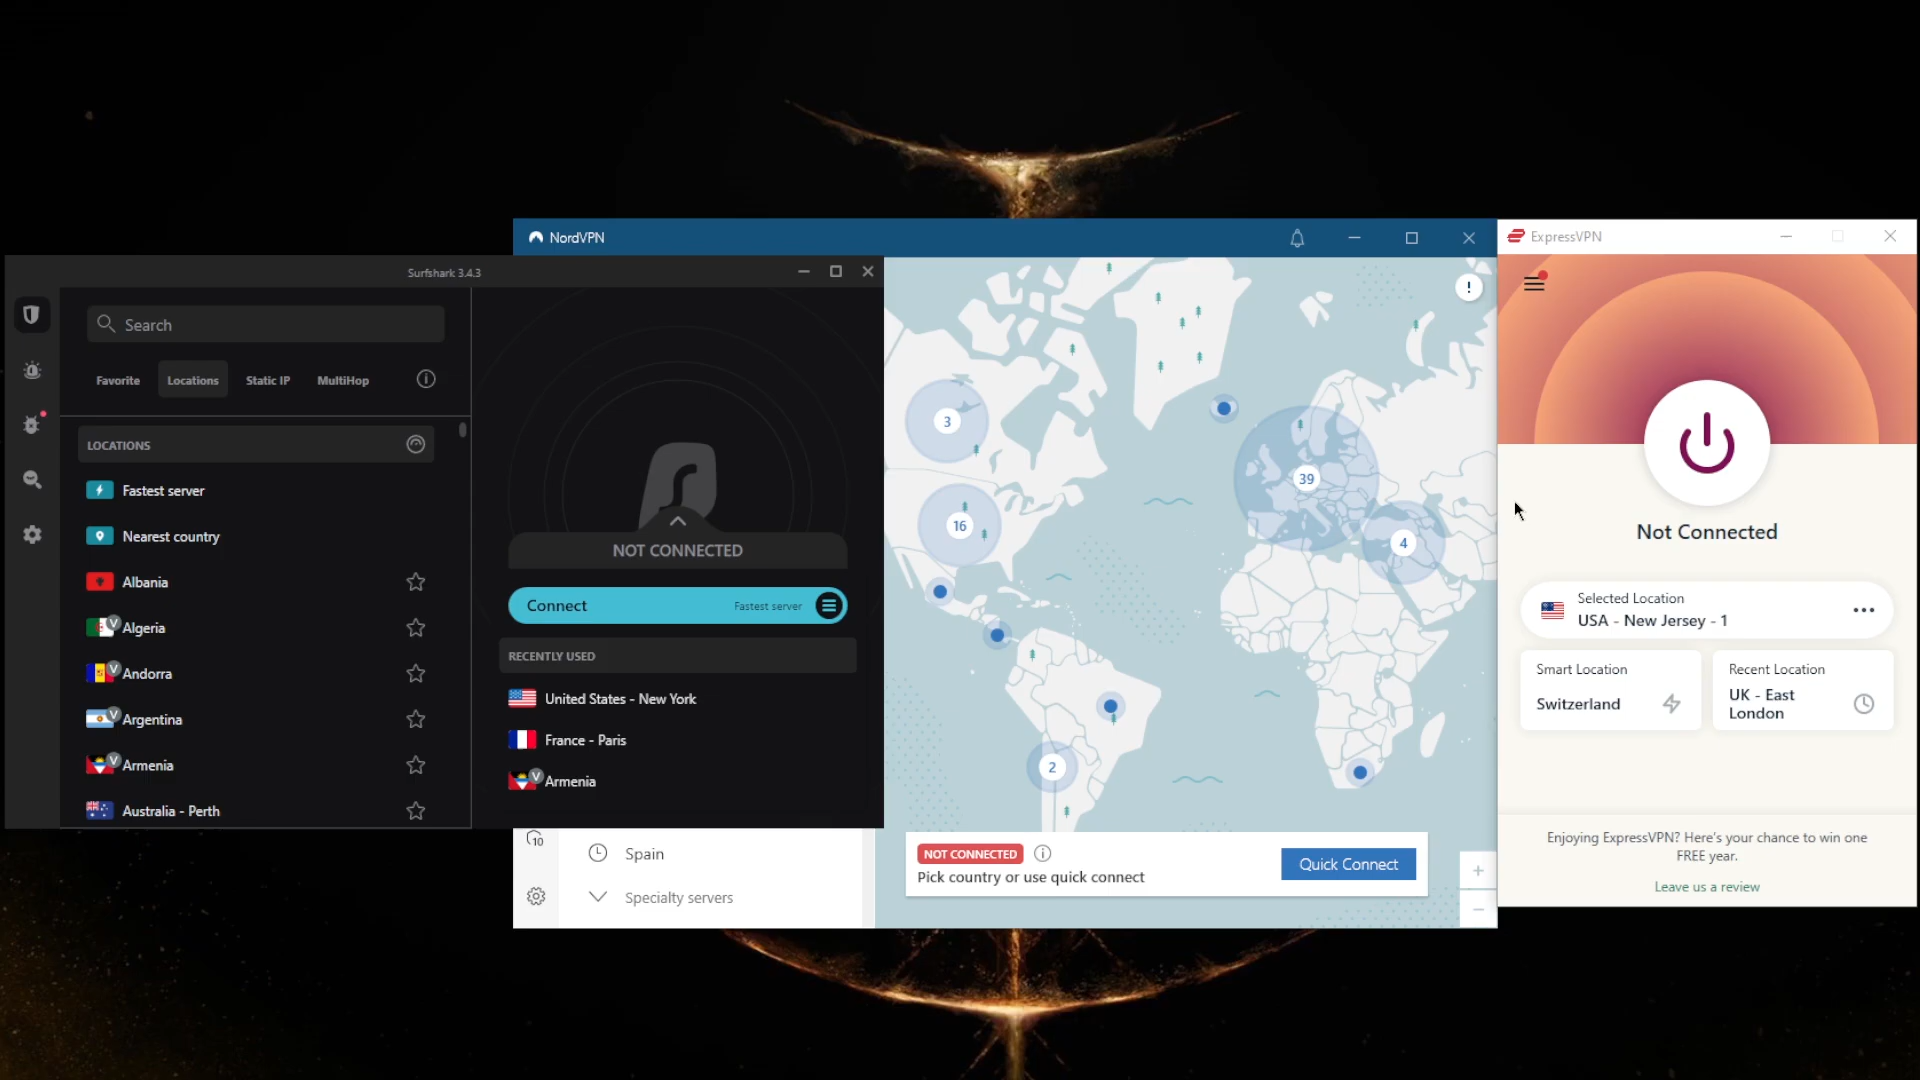 Surfshark 3.4.3
Search
Favorite
Locations
Static IP
MultiHop
LOCATIONS
Fastest server
Nearest country
Albania
V
Algeria
V
Andorra
V
Argentina
V
Armenia
Australia - Perth
NOT CONNECTED
Connect
Fastest server
RECENTLY USED
United States - New York
France - Paris
V
Armenia
NordVPN
!
3
16
39
4
2
10
Spain
Specialty servers
NOT CONNECTED
Pick country or use quick connect
Quick Connect
+
−
ExpressVPN
Not Connected
Selected Location
USA - New Jersey - 1
Smart Location
Switzerland
Recent Location
UK - East
London
Enjoying ExpressVPN? Here's your chance to win one
FREE year.
Leave us a review